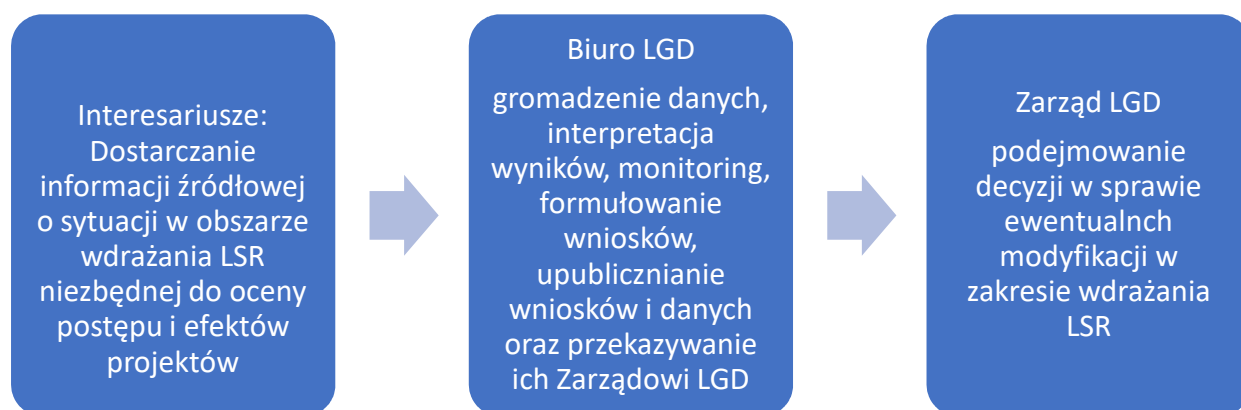 Interesariusze:
Dostarczanie
informacji źródłowej
o sytuacji w obszarze
wdrażania LSR
niezbędnej do oceny
postępu i efektów
projektów
Biuro LGD
gromadzenie danych,
interpretacja
wyników, monitoring,
formułowanie
wniosków,
upublicznianie
wniosków i danych
oraz przekazywanie
ich Zarządowi LGD
Zarząd LGD
podejmowanie
decyzji w sprawie
ewentualnch
modyfikacji w
zakresie wdrażania
LSR